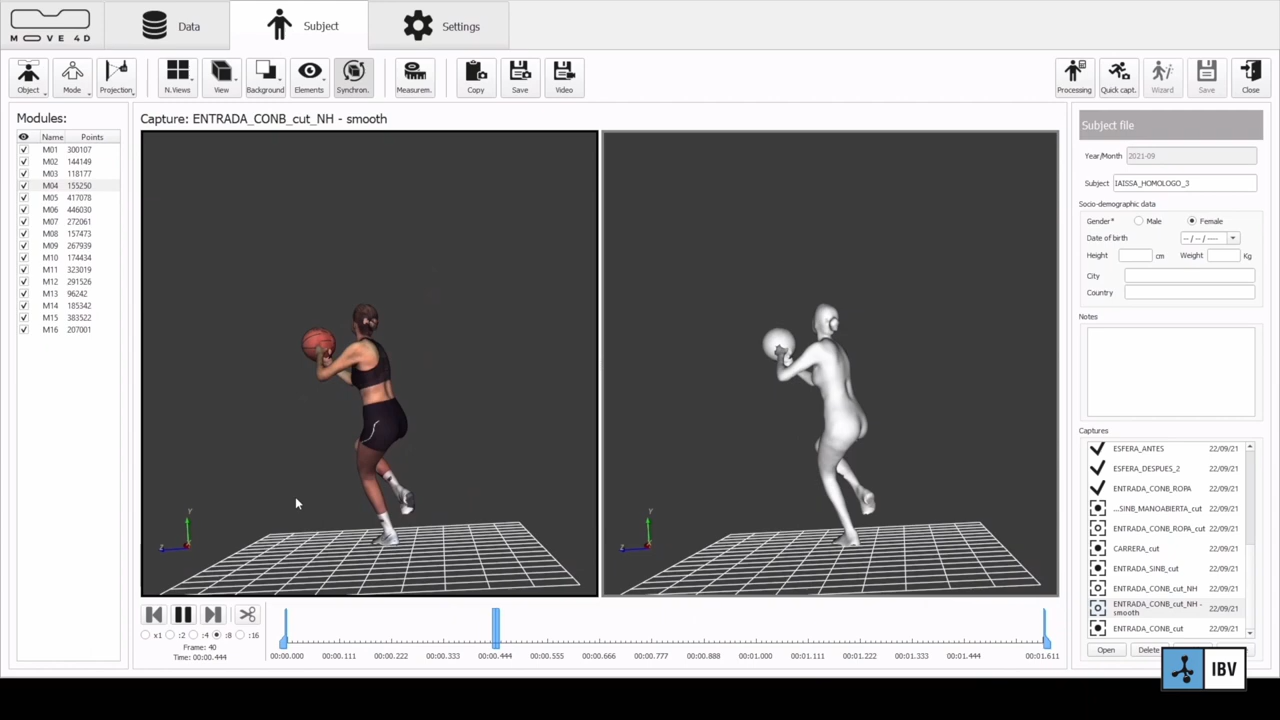 MOVE 4D
Data
Subject
Settings
Object
Mode
Projection
N.Views
View
Background
Elements
Synchron.
Measurem.
Copy
Save
Video
Processing
Quick capt.
Wizard
Save
Close
Modules:
Name Points
M01 300107
M02 144149
M03 118177
M04 155250
M05 417078
M06 446030
M07 272061
M08 157473
M09 267939
M10 174434
M11 323019
M12 291526
M13 96242
M14 185342
M15 383522
M16 207001
Capture: ENTRADA_CONB_cut_NH - smooth
Y
Z
Y
Z
x1 :2 :4 :8 :16
Frame: 40
Time: 00:00.444
00:00.000 00:00.111 00:00.222 00:00.333 00:00.444 00:00.555 00:00.666 00:00.777 00:00.888 00:01.000 00:01.111 00:01.222 00:01.333 00:01.444 00:01.611
Subject file
Year/Month 2021-09
Subject IAISSA_HOMOLOGO_3
Socio-demographic data
Gender* Male Female
Date of birth -- / -- / ----
Height cm Weight Kg
City
Country
Notes
Captures
ESFERA_ANTES 22/09/21
ESFERA_DESPUES_2 22/09/21
ENTRADA_CONB_ROPA 22/09/21
...SINB_MANOABIERTA_cut 22/09/21
ENTRADA_CONB_ROPA_cut 22/09/21
CARRERA_cut 22/09/21
ENTRADA_SINB_cut 22/09/21
ENTRADA_CONB_cut_NH 22/09/21
ENTRADA_CONB_cut_NH -
smooth 22/09/21
ENTRADA_CONB_cut 22/09/21
Open
Delete
IBV